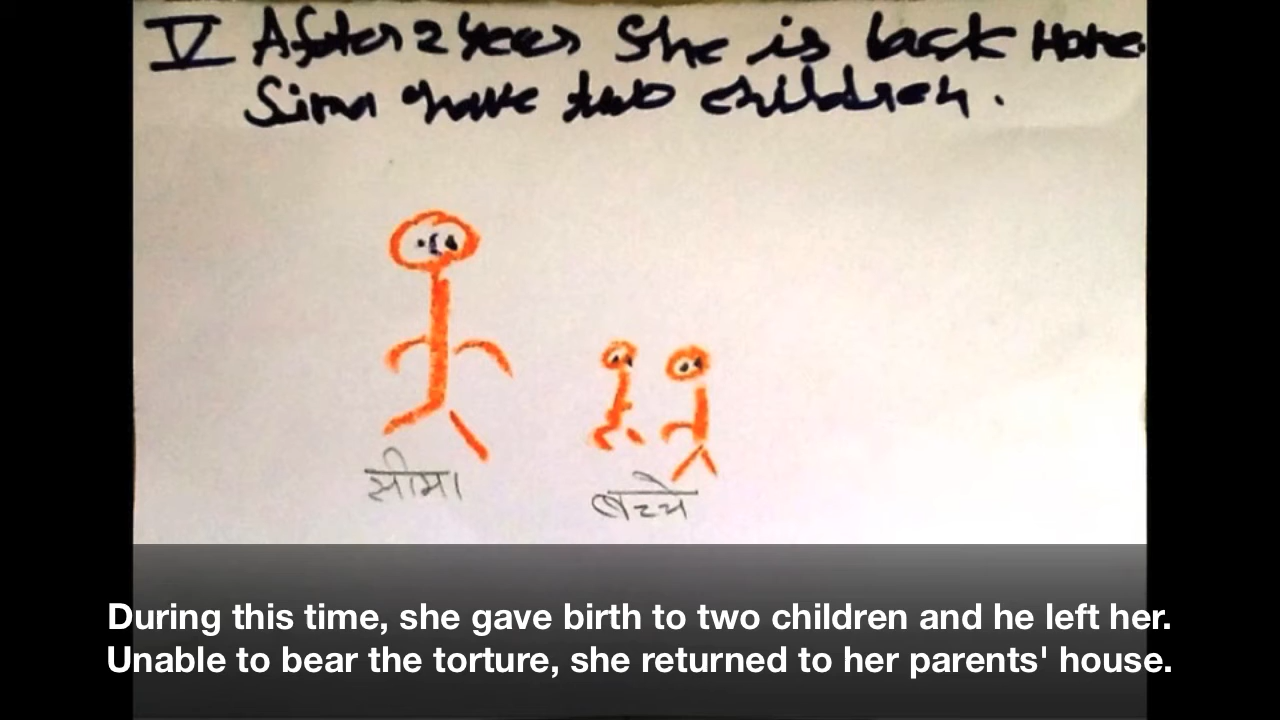 V After 2 Years She is back Home
Sima have two children.
सीमा
बच्चे
During this time, she gave birth to two children and he left her.
Unable to bear the torture, she returned to her parents' house.